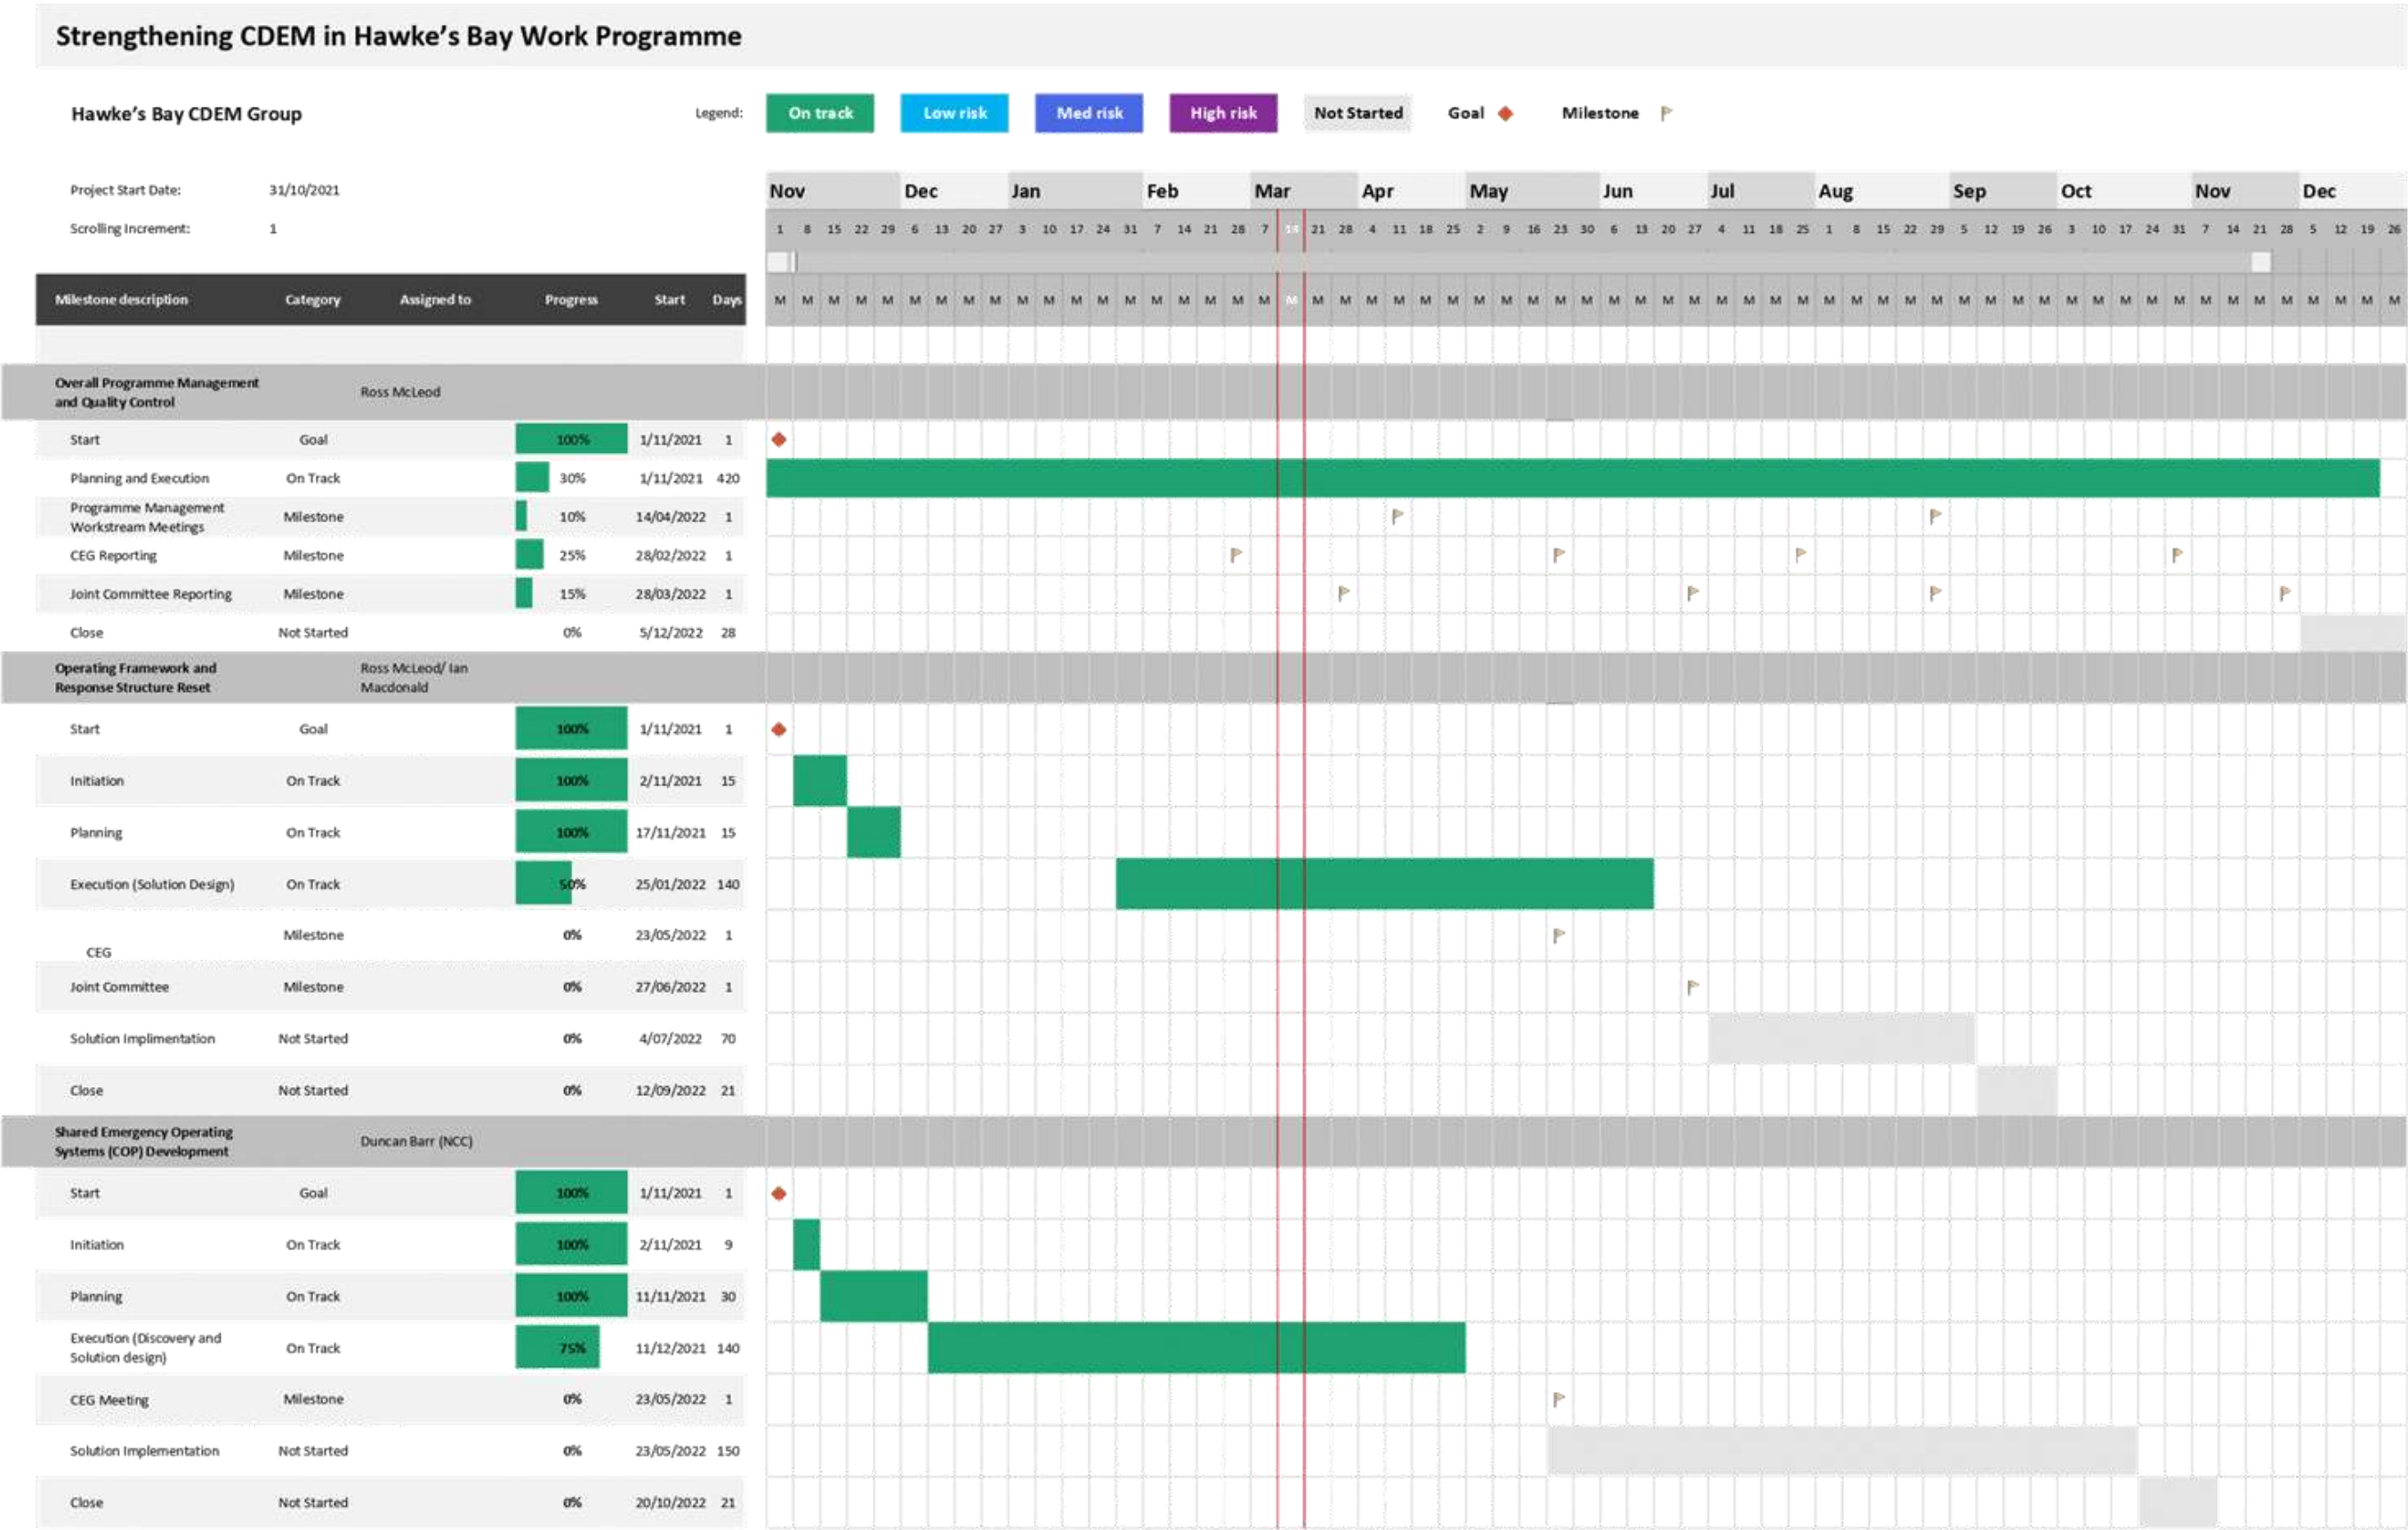 Strengthening CDEM in Hawke's Bay Work Programme
Hawke's Bay CDEM Group
Legend: On track Low risk Med risk High risk Not Started Goal Milestone
Project Start Date: 31/10/2021
Nov Dec Jan Feb Mar Apr May Jun Jul Aug Sep Oct Nov Dec
Scrolling Increment: 1
1 8 15 22 29 6 13 20 27 3 10 17 24 31 7 14 21 28 7 14 21 28 4 11 18 25 2 9 16 23 30 6 13 20 27 4 11 18 25 1 8 15 22 29 5 12 19 26 3 10 17 24 31 7 14 21 28 5 12 19 26
Milestone description Category Assigned to Progress Start Days
M M M M M M M M M M M M M M M M M M M M M M M M M M M M M M M M M M M M M M M M M M M M M M M M M M M M M M M M M M M M M
Overall Programme Management
and Quality Control
Ross McLeod
Start Goal 100% 1/11/2021 1
Planning and Execution On Track 30% 1/11/2021 420
Programme Management
Workstream Meetings
Milestone 10% 14/04/2022 1
CEG Reporting Milestone 25% 28/02/2022 1
Joint Committee Reporting Milestone 15% 28/03/2022 1
Close Not Started 0% 5/12/2022 28
Operating Framework and
Response Structure Reset
Ross McLeod/ Ian
Macdonald
Start Goal 100% 1/11/2021 1
Initiation On Track 100% 2/11/2021 15
Planning On Track 100% 17/11/2021 15
Execution (Solution Design) On Track 50% 25/01/2022 140
CEG Milestone 0% 23/05/2022 1
Joint Committee Milestone 0% 27/06/2022 1
Solution Implimentation Not Started 0% 4/07/2022 70
Close Not Started 0% 12/09/2022 21
Shared Emergency Operating
Systems (COP) Development
Duncan Barr (NCC)
Start Goal 100% 1/11/2021 1
Initiation On Track 100% 2/11/2021 9
Planning On Track 100% 11/11/2021 30
Execution (Discovery and
Solution design)
On Track 75% 11/12/2021 140
CEG Meeting Milestone 0% 23/05/2022 1
Solution Implementation Not Started 0% 23/05/2022 150
Close Not Started 0% 20/10/2022 21